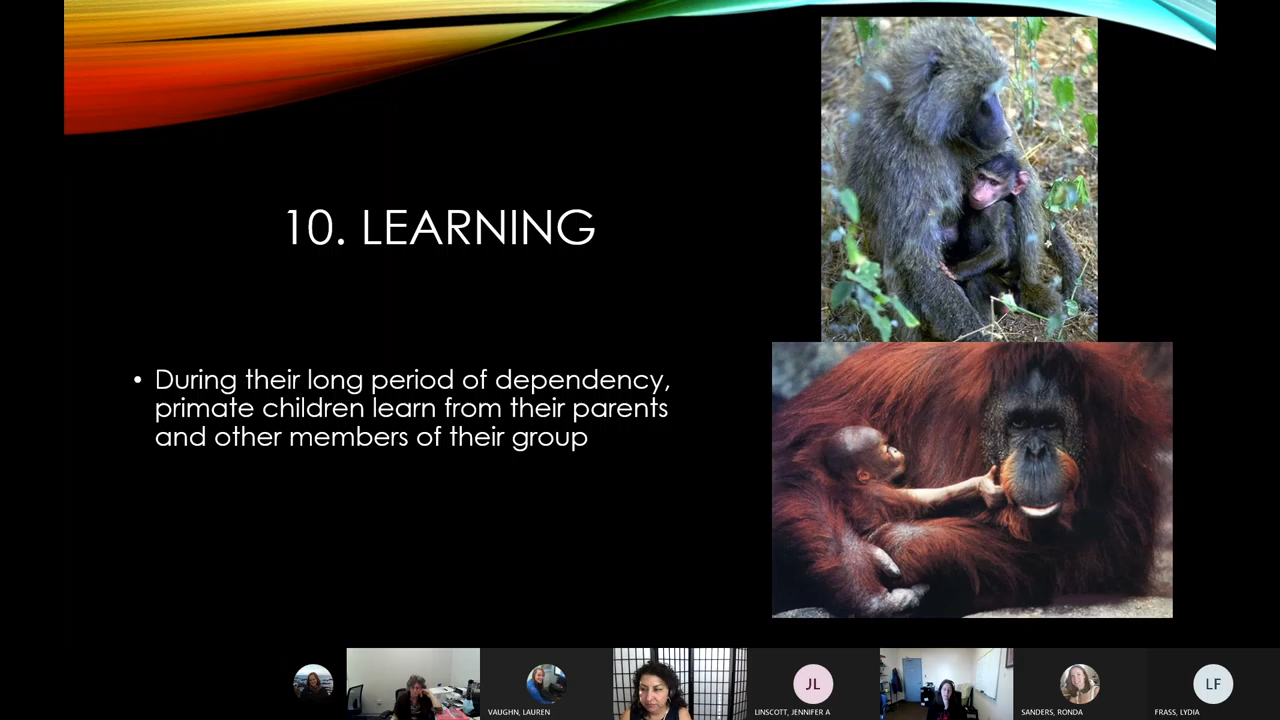 10. LEARNING
• During their long period of dependency,
primate children learn from their parents
and other members of their group
VAUGHN, LAUREN
JL
LINSCOTT, JENNIFER A
SANDERS, RONDA
LF
FRASS, LYDIA